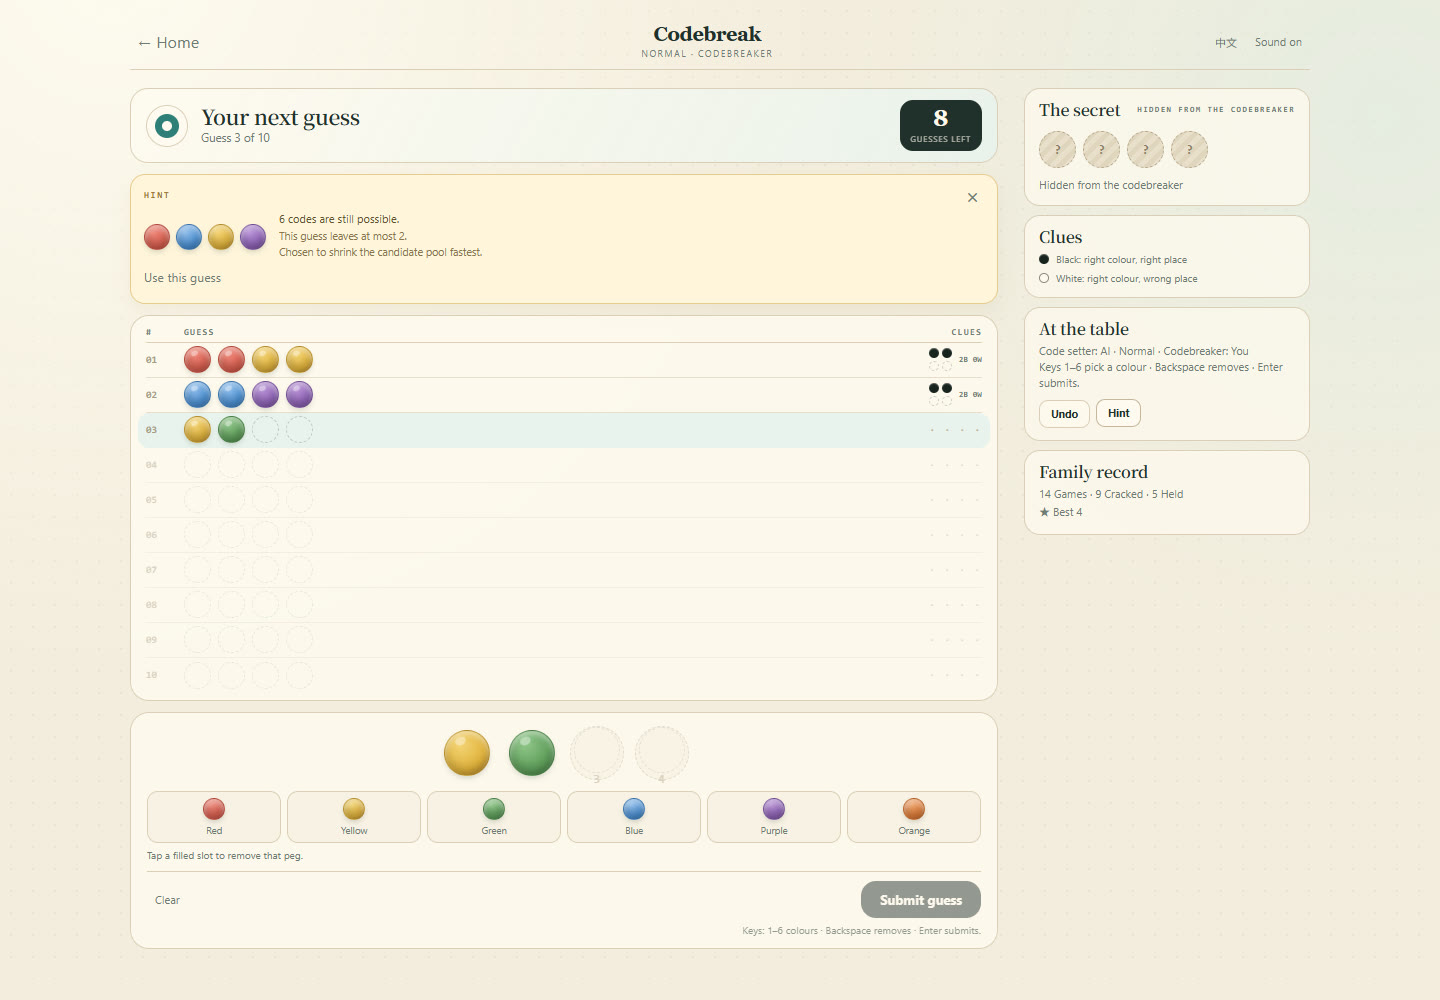 ← Home
Codebreak
NORMAL · CODEBREAKER
中文
Sound on
Your next guess
Guess 3 of 10
8
GUESSES LEFT
HINT
✕
6 codes are still possible.
This guess leaves at most 2.
Chosen to shrink the candidate pool fastest.
Use this guess
# GUESS CLUES
01 2B 0W
02 2B 0W
03
04
05
06
07
08
09
10
3 4
Red
Yellow
Green
Blue
Purple
Orange
Tap a filled slot to remove that peg.
Clear
Submit guess
Keys: 1–6 colours · Backspace removes · Enter submits.
The secret
HIDDEN FROM THE CODEBREAKER
? ? ? ?
Hidden from the codebreaker
Clues
Black: right colour, right place
White: right colour, wrong place
At the table
Code setter: AI · Normal · Codebreaker: You
Keys 1–6 pick a colour · Backspace removes · Enter
submits.
Undo
Hint
Family record
14 Games · 9 Cracked · 5 Held
★ Best 4